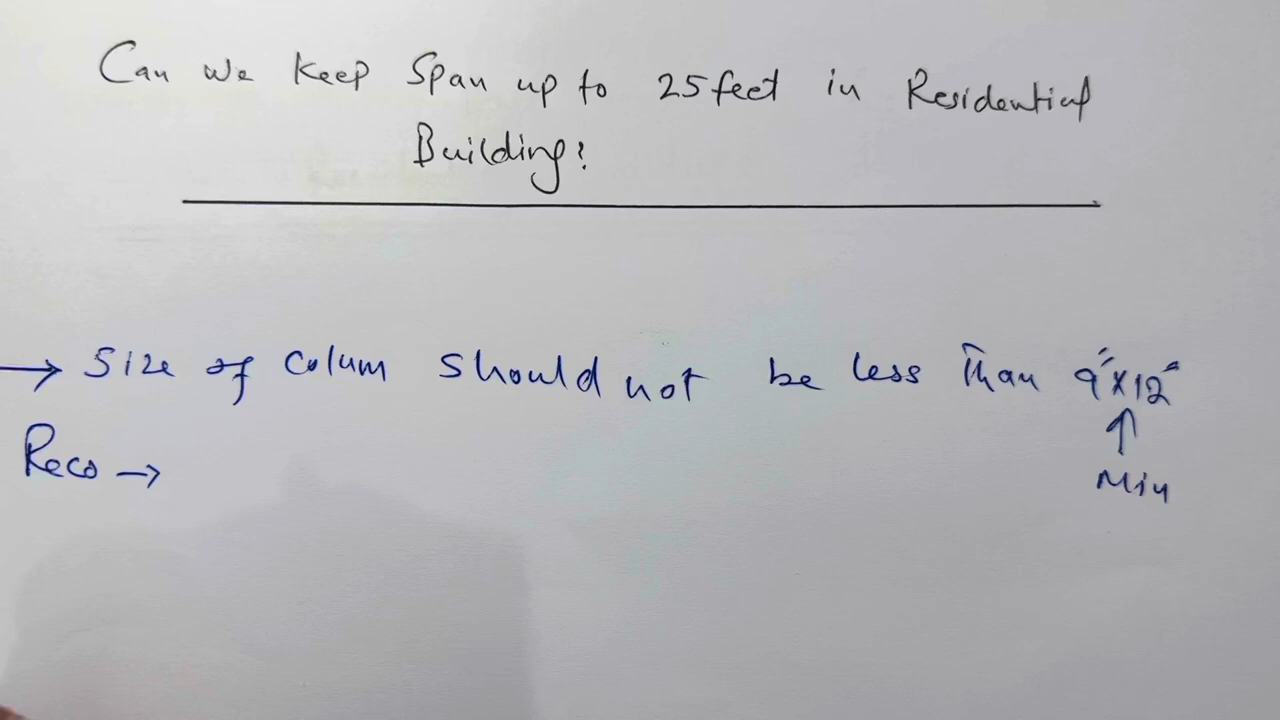 Can we Keep Span up to 25feet in Residential
Building?
→ Size of Colum should not be less Than 9"x12"
↑
Reco →
Min